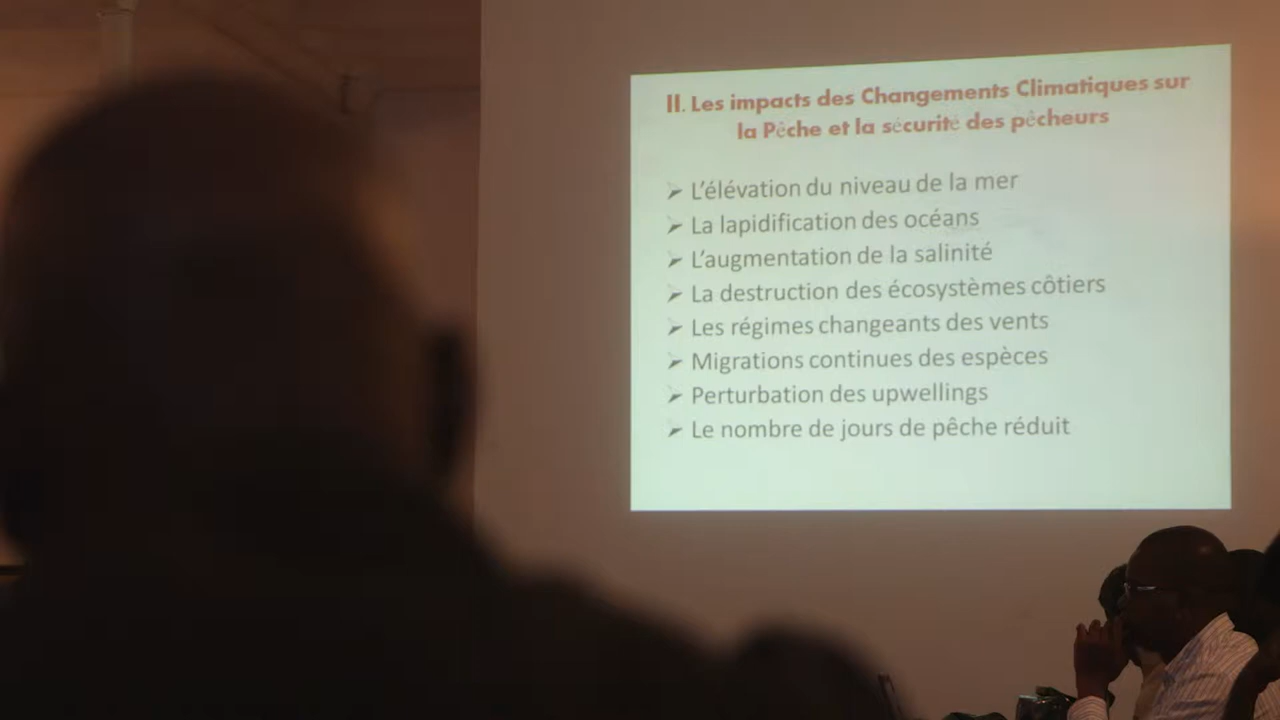 II. Les impacts des Changements Climatiques sur
la Pêche et la sécurité des pêcheurs
➢ L'élévation du niveau de la mer
➢ La lapidification des océans
➢ L'augmentation de la salinité
➢ La destruction des écosystèmes côtiers
➢ Les régimes changeants des vents
➢ Migrations continues des espèces
➢ Perturbation des upwellings
➢ Le nombre de jours de pêche réduit